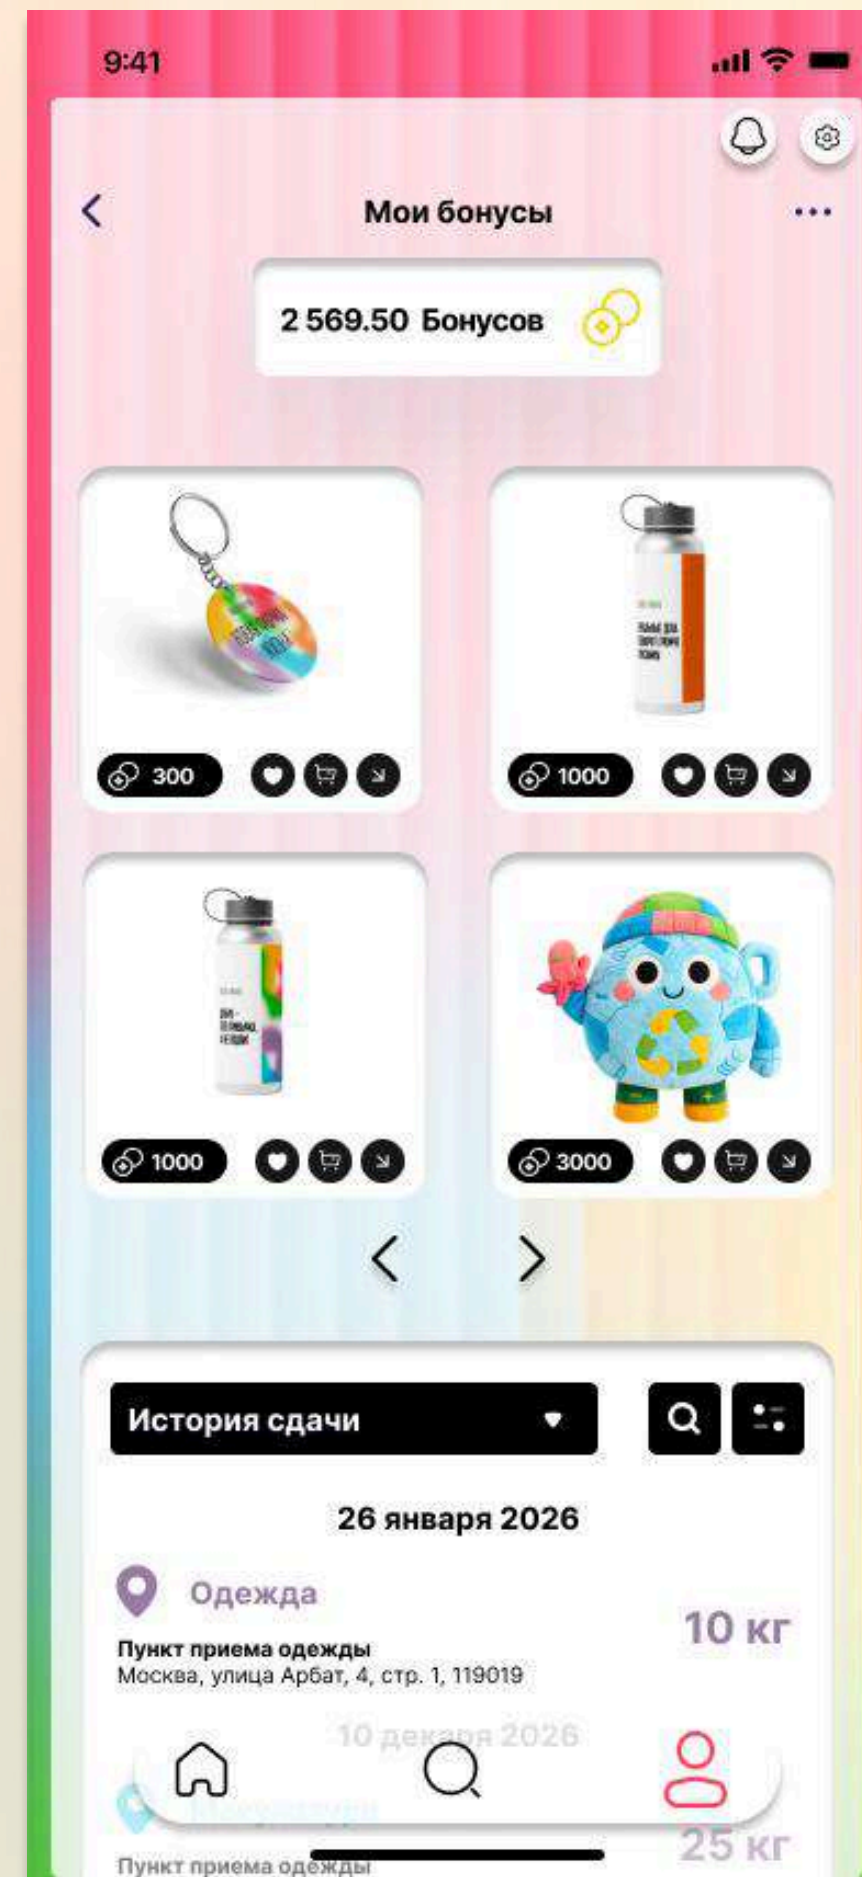 9:41
Мои бонусы
2 569.50 Бонусов
300
1000
1000
3000
История сдачи
26 января 2026
Одежда
10 кг
Пункт приема одежды
Москва, улица Арбат, 4, стр. 1, 119019
10 декаря 2026
25 кг
Пункт приема одежды